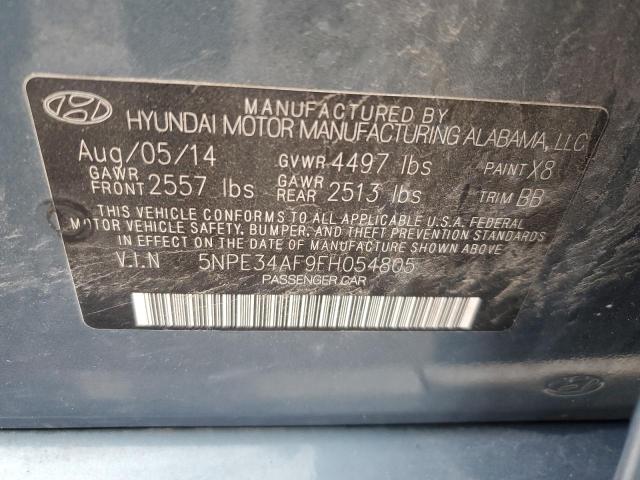 MANUFACTURED BY
HYUNDAI MOTOR MANUFACTURING ALABAMA, LLC
Aug/05/14 GVWR 4497 lbs PAINT X8
GAWR FRONT 2557 lbs GAWR REAR 2513 lbs TRIM BB
THIS VEHICLE CONFORMS TO ALL APPLICABLE U.S.A. FEDERAL
MOTOR VEHICLE SAFETY, BUMPER, AND THEFT PREVENTION STANDARDS
IN EFFECT ON THE DATE OF MANUFACTURE SHOWN ABOVE.
V.I.N 5NPE34AF9FH054805
PASSENGER CAR